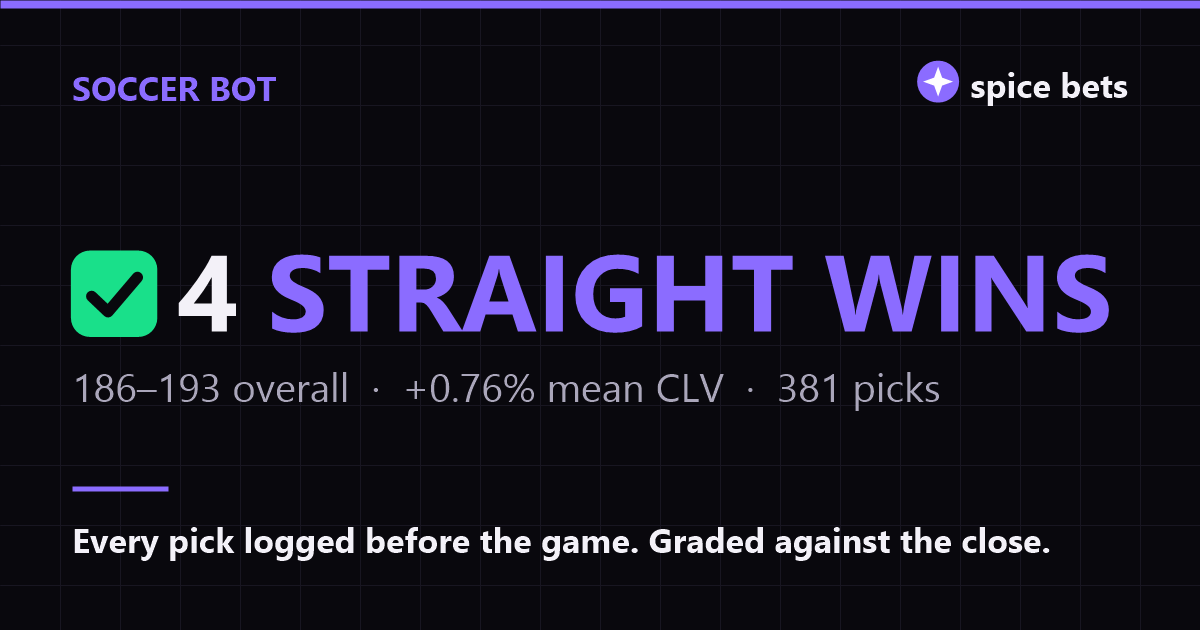 SOCCER BOT
spice bets
4 STRAIGHT WINS
186–193 overall · +0.76% mean CLV · 381 picks
Every pick logged before the game. Graded against the close.